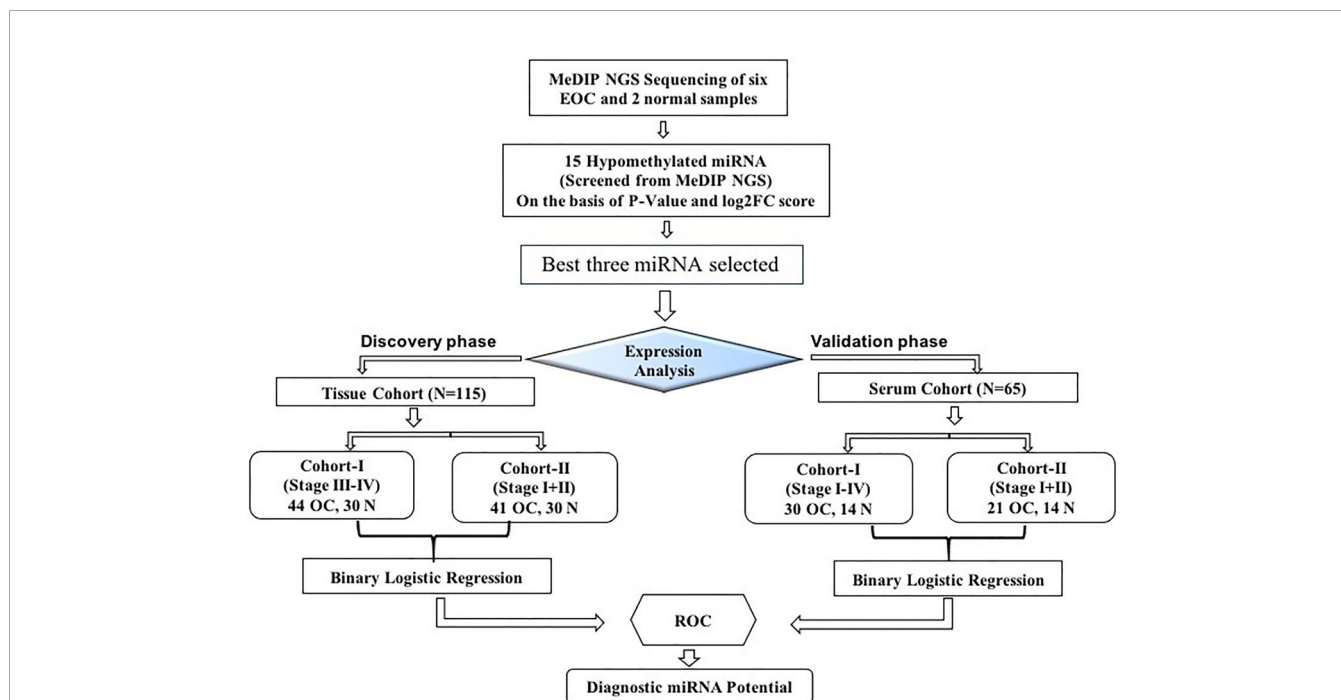 MeDIP NGS Sequencing of six
EOC and 2 normal samples
15 Hypomethylated miRNA
(Screened from MeDIP NGS)
On the basis of P-Value and log2FC score
Best three miRNA selected
Expression
Analysis
Discovery phase
Validation phase
Tissue Cohort (N=115)
Serum Cohort (N=65)
Cohort-I
(Stage III-IV)
44 OC, 30 N
Cohort-II
(Stage I+II)
41 OC, 30 N
Cohort-I
(Stage I-IV)
30 OC, 14 N
Cohort-II
(Stage I+II)
21 OC, 14 N
Binary Logistic Regression
Binary Logistic Regression
ROC
Diagnostic miRNA Potential